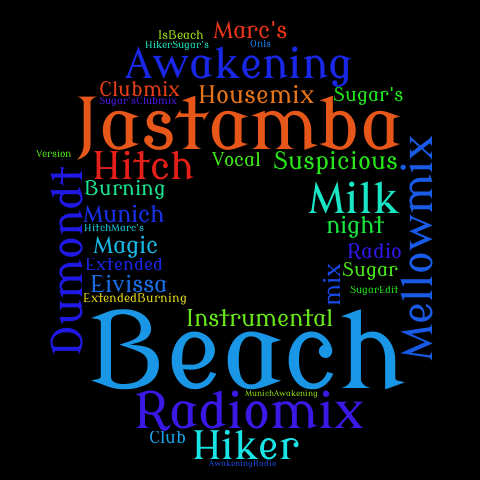 Marc's
IsBeach
Onls
HikerSugar's
Awakening
Clubmix
Housemix
Sugar's
Sugar'sClubmix
Jastamba
Version
Hitch
Vocal
Suspicious
Burning
Milk
Mellowmix
Dumondt
Munich
night
HitchMarc's
Magic
Radio
Extended
Sugar
Eivissa
mix
SugarEdit
ExtendedBurning
Instrumental
Beach
MunichAwakening
Radiomix
Club
Hiker
AwakeningRadio